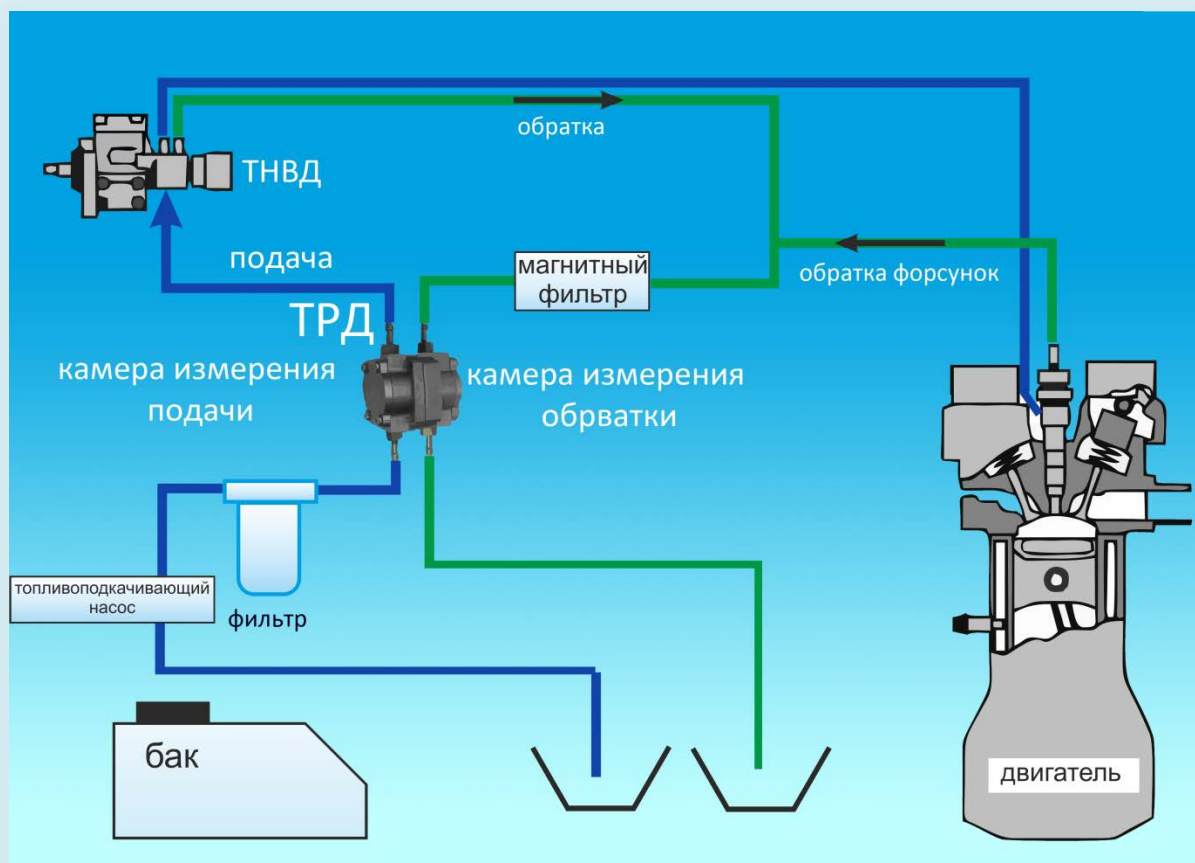 обратка
ТНВД
подача
магнитный
фильтр
обратка форсунок
ТРД
камера измерения
подачи
камера измерения
обрватки
топливоподкачивающий
насос
фильтр
бак
двигатель